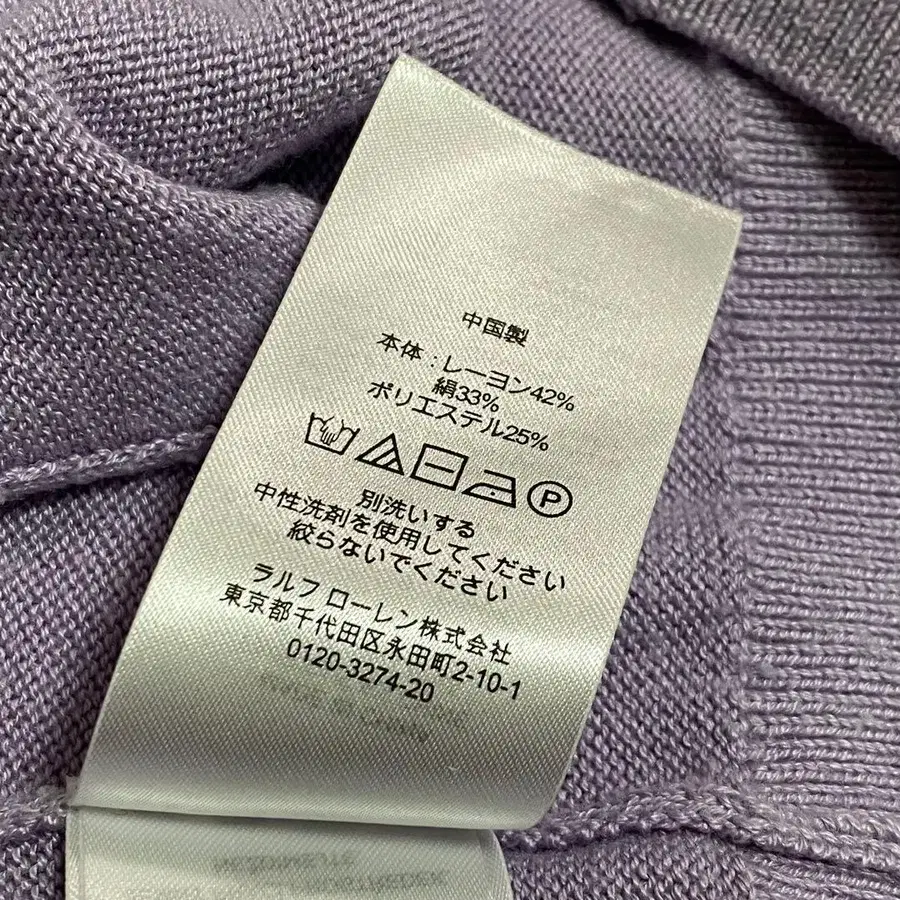 中国製
本体 : レーヨン42%
絹33%
ポリエステル25%
P
別洗いする
中性洗剤を使用してください
絞らないでください
ラルフ ローレン株式会社
東京都千代田区永田町2-10-1
0120-3274-20